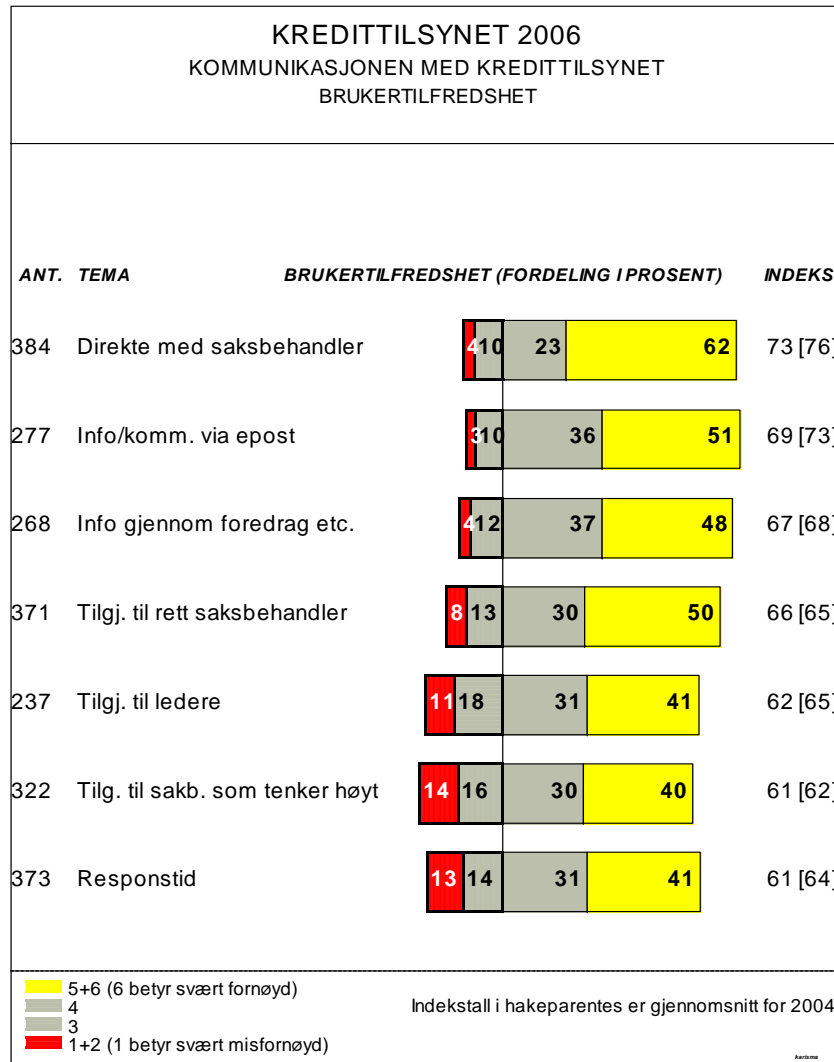 KREDITTILSYNET 2006
KOMMUNIKASJONEN MED KREDITTILSYNET
BRUKERTILFREDSHET
ANT. TEMA BRUKERTILFREDSHET (FORDELING I PROSENT) INDEKS
384 Direkte med saksbehandler 4 10 23 62 73 [76]
277 Info/komm. via epost 3 10 36 51 69 [73]
268 Info gjennom foredrag etc. 4 12 37 48 67 [68]
371 Tilgj. til rett saksbehandler 8 13 30 50 66 [65]
237 Tilgj. til ledere 11 18 31 41 62 [65]
322 Tilg. til sakb. som tenker høyt 14 16 30 40 61 [62]
373 Responstid 13 14 31 41 61 [64]
5+6 (6 betyr svært fornøyd)
4 Indekstall i hakeparentes er gjennomsnitt for 2004
3
1+2 (1 betyr svært misfornøyd)
karisma